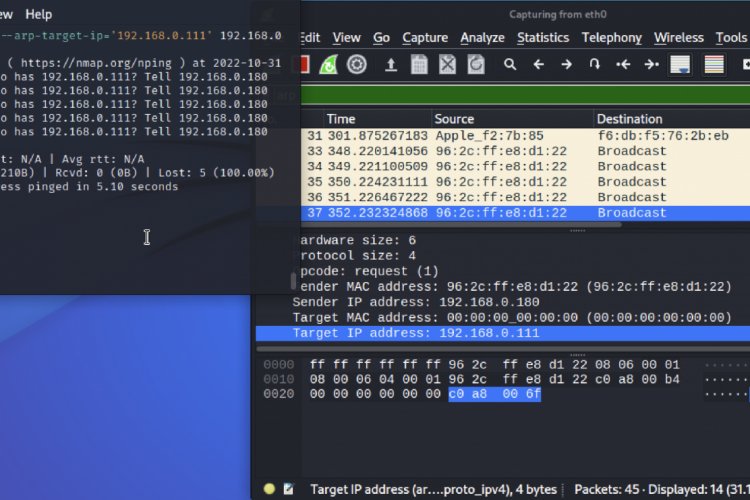 ew Help
--arp-target-ip='192.168.0.111' 192.168.0
( https://nmap.org/nping ) at 2022-10-31
o has 192.168.0.111? Tell 192.168.0.180
o has 192.168.0.111? Tell 192.168.0.180
o has 192.168.0.111? Tell 192.168.0.180
o has 192.168.0.111? Tell 192.168.0.180
o has 192.168.0.111? Tell 192.168.0.180
t: N/A | Avg rtt: N/A
210B) | Rcvd: 0 (0B) | Lost: 5 (100.00%)
ess pinged in 5.10 seconds
Capturing from eth0
Edit View Go Capture Analyze Statistics Telephony Wireless Tools
Time Source Destination
31 301.875267183 Apple_f2:7b:85 f6:db:f5:76:2b:eb
33 348.220141056 96:2c:ff:e8:d1:22 Broadcast
34 349.221100509 96:2c:ff:e8:d1:22 Broadcast
35 350.224231111 96:2c:ff:e8:d1:22 Broadcast
36 351.226467222 96:2c:ff:e8:d1:22 Broadcast
37 352.232324868 96:2c:ff:e8:d1:22 Broadcast
ardware size: 6
rotocol size: 4
pcode: request (1)
ender MAC address: 96:2c:ff:e8:d1:22 (96:2c:ff:e8:d1:22)
Sender IP address: 192.168.0.180
Target MAC address: 00:00:00_00:00:00 (00:00:00:00:00:00)
Target IP address: 192.168.0.111
0000 ff ff ff ff ff ff 96 2c ff e8 d1 22 08 06 00 01
0010 08 00 06 04 00 01 96 2c ff e8 d1 22 c0 a8 00 b4
0020 00 00 00 00 00 00 c0 a8 00 6f
Target IP address (ar....proto_ipv4), 4 bytes Packets: 45 · Displayed: 14 (31.1